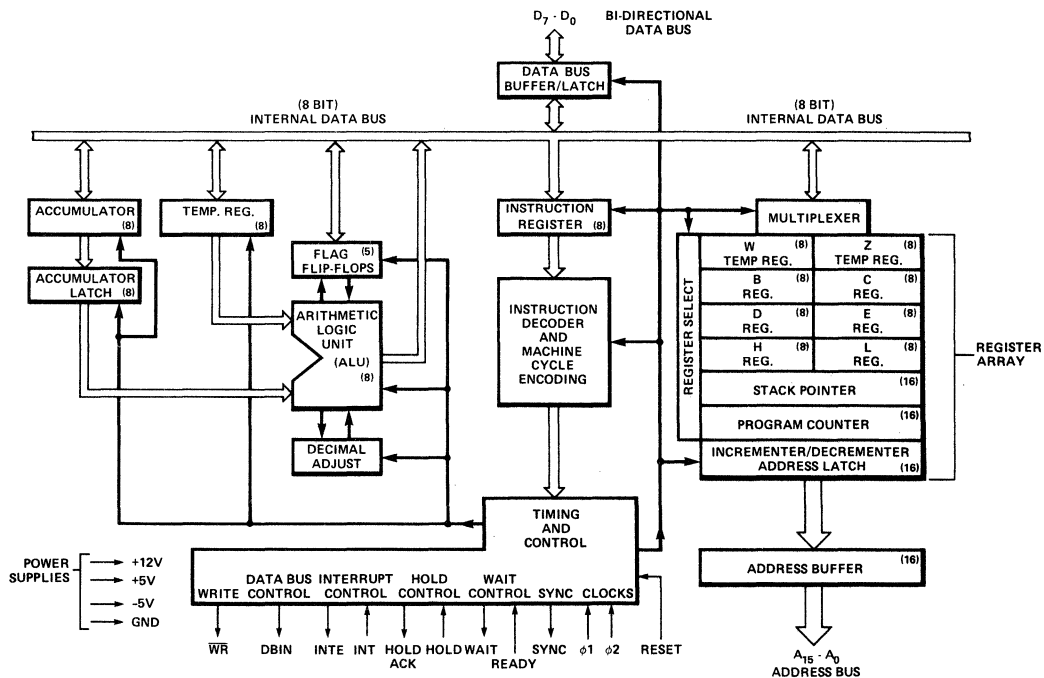 D7 - D0
BI-DIRECTIONAL
DATA BUS
DATA BUS
BUFFER/LATCH
(8 BIT)
INTERNAL DATA BUS
(8 BIT)
INTERNAL DATA BUS
ACCUMULATOR
(8)
TEMP. REG.
(8)
INSTRUCTION
REGISTER (8)
MULTIPLEXER
ACCUMULATOR
LATCH (8)
(5)
FLAG
FLIP-FLOPS
ARITHMETIC
LOGIC
UNIT
(ALU)
(8)
DECIMAL
ADJUST
INSTRUCTION
DECODER
AND
MACHINE
CYCLE
ENCODING
REGISTER SELECT
W (8)
TEMP REG.
Z (8)
TEMP REG.
B (8)
REG.
C (8)
REG.
D (8)
REG.
E (8)
REG.
H (8)
REG.
L (8)
REG.
STACK POINTER (16)
PROGRAM COUNTER (16)
INCREMENTER/DECREMENTER
ADDRESS LATCH (16)
REGISTER
ARRAY
TIMING
AND
CONTROL
WRITE
DATA BUS
CONTROL
INTERRUPT
CONTROL
HOLD
CONTROL
WAIT
CONTROL
SYNC
CLOCKS
POWER
SUPPLIES
+12V
+5V
-5V
GND
W̅R̅
DBIN
INTE
INT
HOLD
ACK
HOLD
WAIT
READY
SYNC
ϕ1
ϕ2
RESET
ADDRESS BUFFER (16)
A15 - A0
ADDRESS BUS